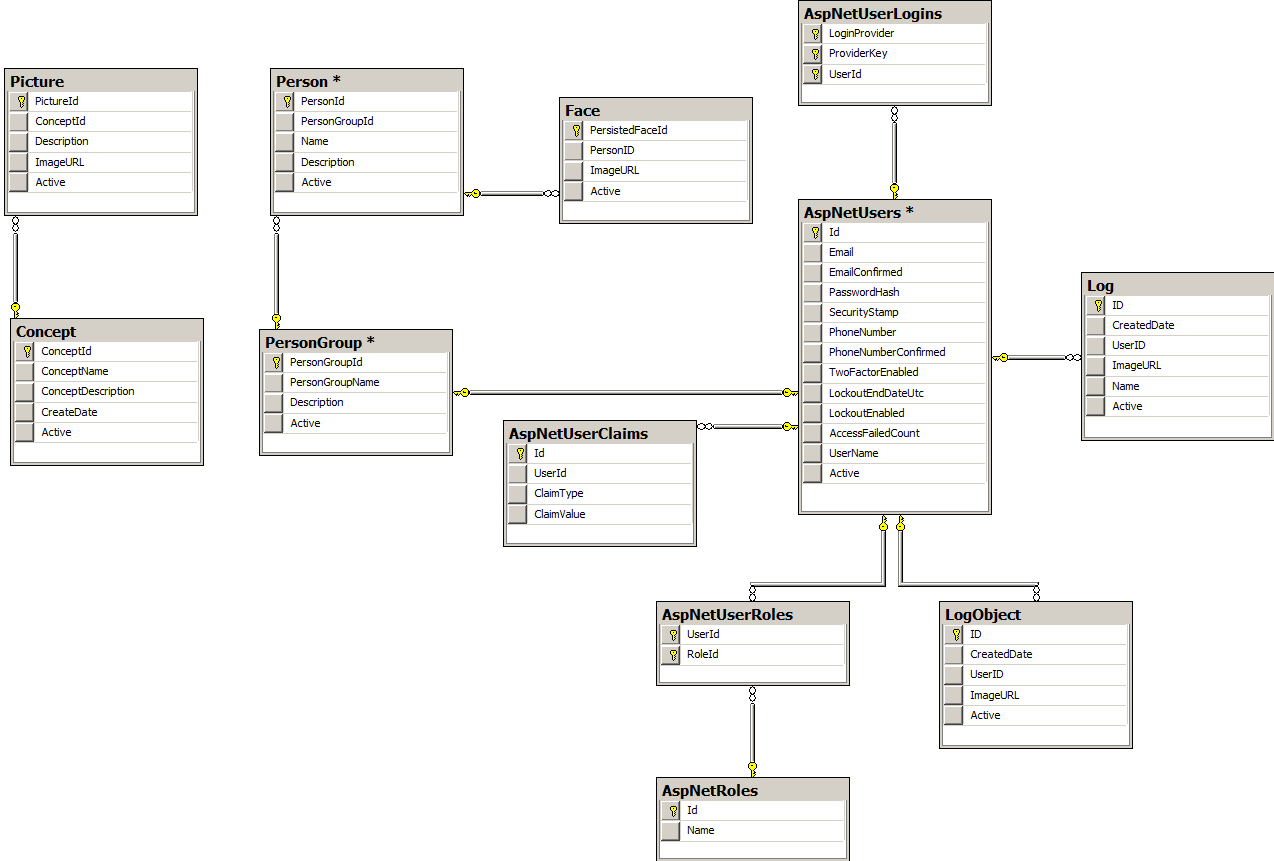 AspNetUserLogins
LoginProvider
ProviderKey
UserId
Picture
PictureId
ConceptId
Description
ImageURL
Active
Person *
PersonId
PersonGroupId
Name
Description
Active
Face
PersistedFaceId
PersonID
ImageURL
Active
AspNetUsers *
Id
Email
EmailConfirmed
PasswordHash
SecurityStamp
PhoneNumber
PhoneNumberConfirmed
TwoFactorEnabled
LockoutEndDateUtc
LockoutEnabled
AccessFailedCount
UserName
Active
Log
ID
CreatedDate
UserID
ImageURL
Name
Active
Concept
ConceptId
ConceptName
ConceptDescription
CreateDate
Active
PersonGroup *
PersonGroupId
PersonGroupName
Description
Active
AspNetUserClaims
Id
UserId
ClaimType
ClaimValue
AspNetUserRoles
UserId
RoleId
LogObject
ID
CreatedDate
UserID
ImageURL
Active
AspNetRoles
Id
Name